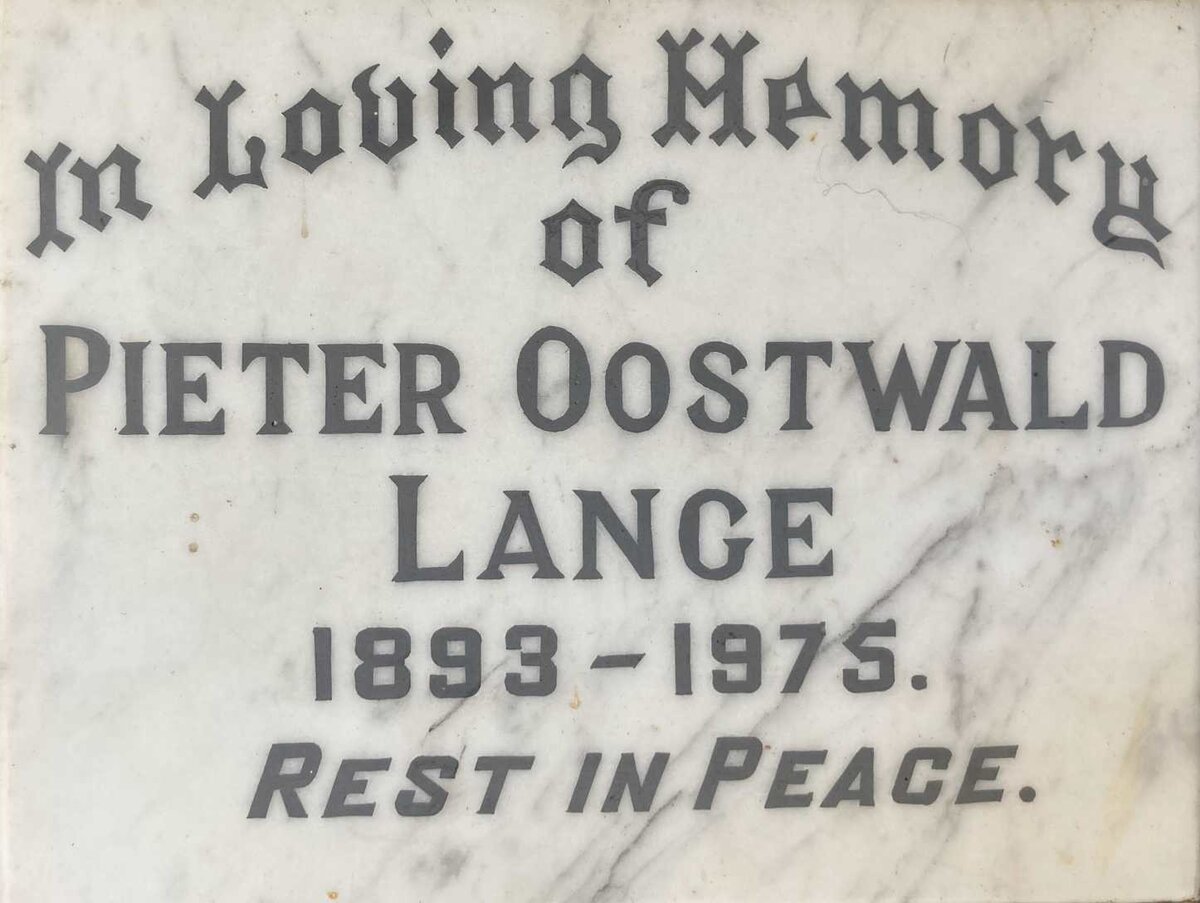 In Loving Memory
of
PIETER OOSTWALD
LANGE
1893 – 1975.
REST IN PEACE.